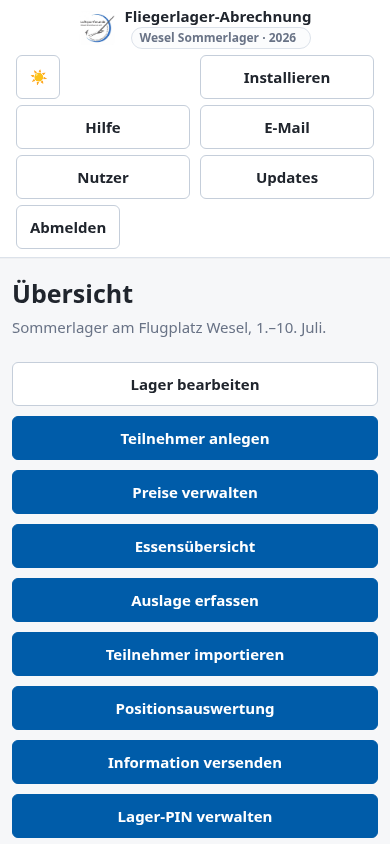 Fliegerlager-Abrechnung
Wesel Sommerlager · 2026
Installieren
Hilfe
E-Mail
Nutzer
Updates
Abmelden
Übersicht
Sommerlager am Flugplatz Wesel, 1.–10. Juli.
Lager bearbeiten
Teilnehmer anlegen
Preise verwalten
Essensübersicht
Auslage erfassen
Teilnehmer importieren
Positionsauswertung
Information versenden
Lager-PIN verwalten